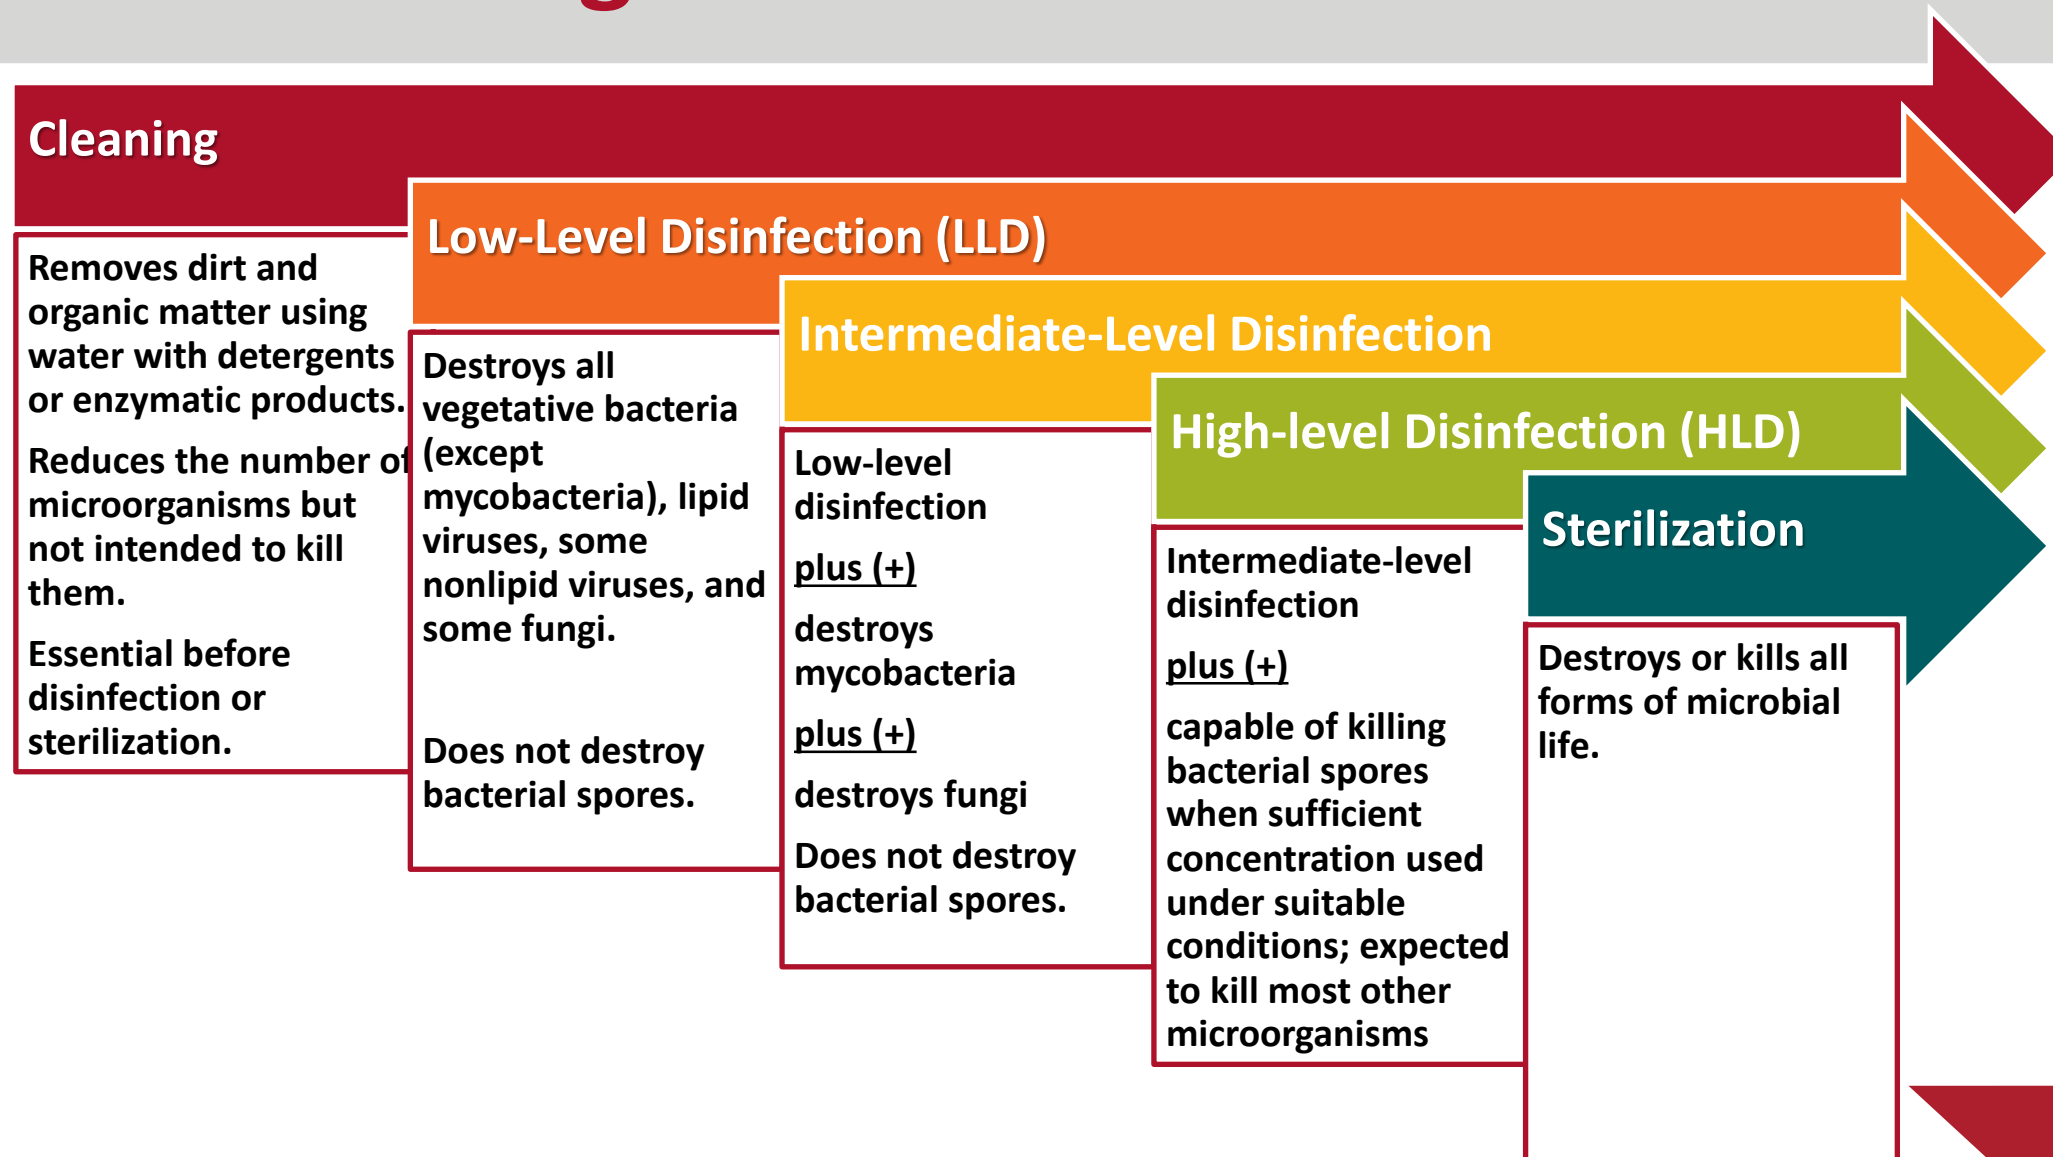 Cleaning
Removes dirt and
organic matter using
water with detergents
or enzymatic products.
Reduces the number of
microorganisms but
not intended to kill
them.
Essential before
disinfection or
sterilization.
Low-Level Disinfection (LLD)
Destroys all
vegetative bacteria
(except
mycobacteria), lipid
viruses, some
nonlipid viruses, and
some fungi.
Does not destroy
bacterial spores.
Intermediate-Level Disinfection
Low-level
disinfection
plus (+)
destroys
mycobacteria
plus (+)
destroys fungi
Does not destroy
bacterial spores.
High-level Disinfection (HLD)
Intermediate-level
disinfection
plus (+)
capable of killing
bacterial spores
when sufficient
concentration used
under suitable
conditions; expected
to kill most other
microorganisms
Sterilization
Destroys or kills all
forms of microbial
life.